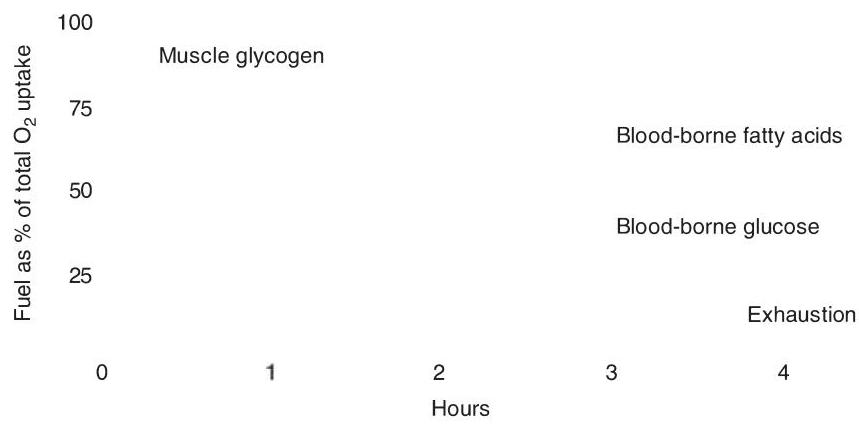 100
Muscle glycogen
75
Blood-borne fatty acids
50
Blood-borne glucose
25
Exhaustion
0 1 2 3 4
Hours
Fuel as % of total O₂ uptake